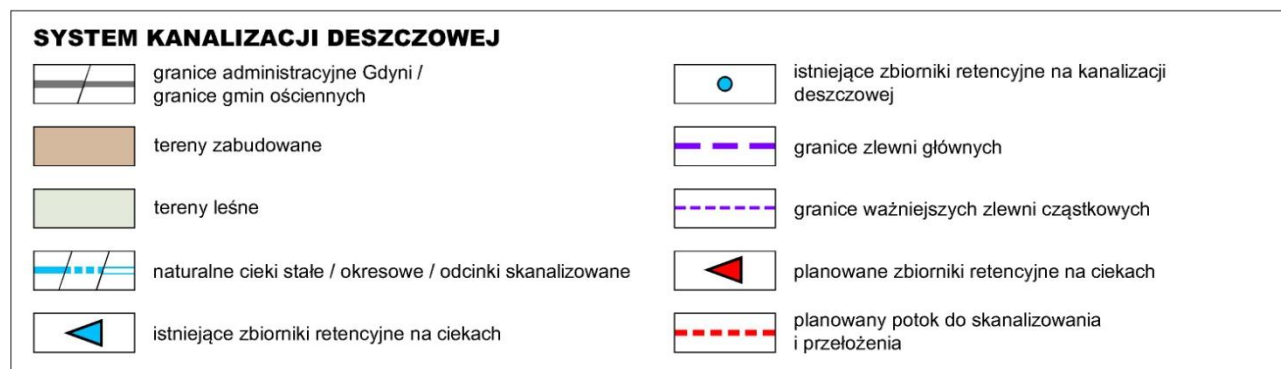 SYSTEM KANALIZACJI DESZCZOWEJ
granice administracyjne Gdyni /
granice gmin ościennych
tereny zabudowane
tereny leśne
naturalne cieki stałe / okresowe / odcinki skanalizowane
istniejące zbiorniki retencyjne na ciekach
istniejące zbiorniki retencyjne na kanalizacji
deszczowej
granice zlewni głównych
granice ważniejszych zlewni cząstkowych
planowane zbiorniki retencyjne na ciekach
planowany potok do skanalizowania
i przełożenia